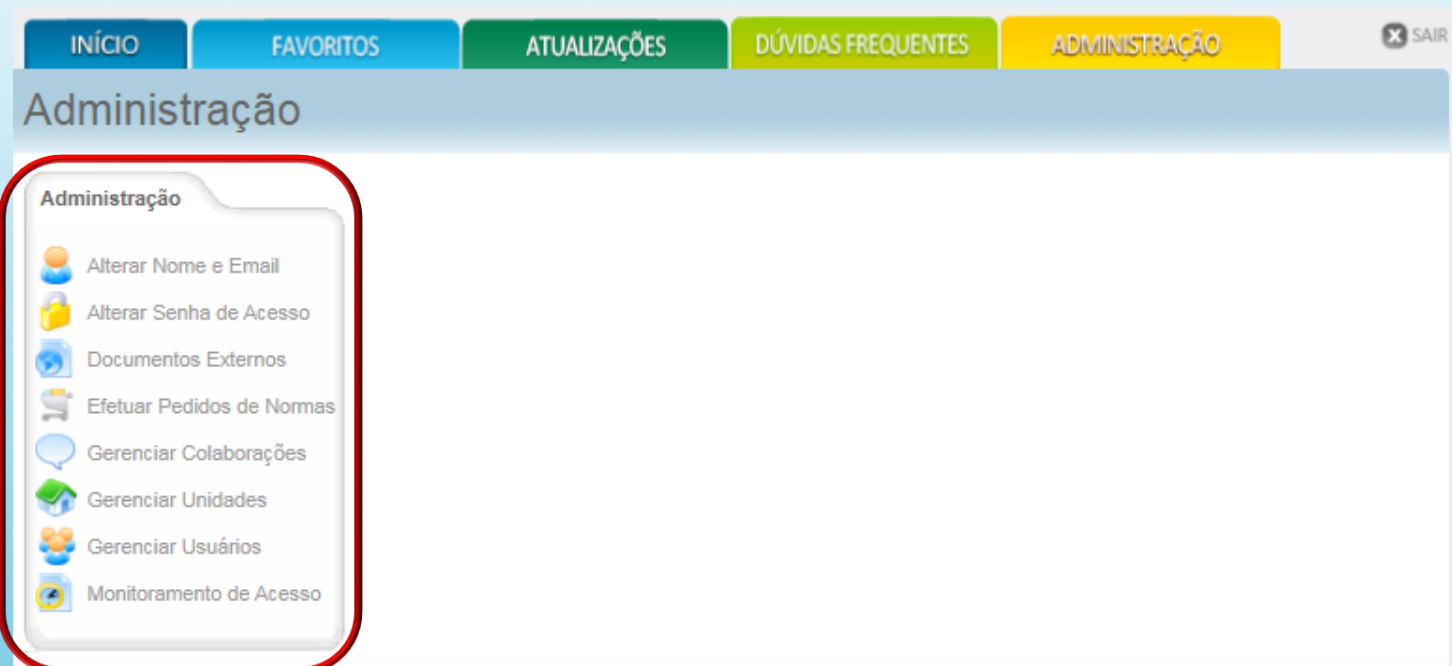 INÍCIO
FAVORITOS
ATUALIZAÇÕES
DÚVIDAS FREQUENTES
ADMINISTRAÇÃO
SAIR
Administração
Administração
Alterar Nome e Email
Alterar Senha de Acesso
Documentos Externos
Efetuar Pedidos de Normas
Gerenciar Colaborações
Gerenciar Unidades
Gerenciar Usuários
Monitoramento de Acesso